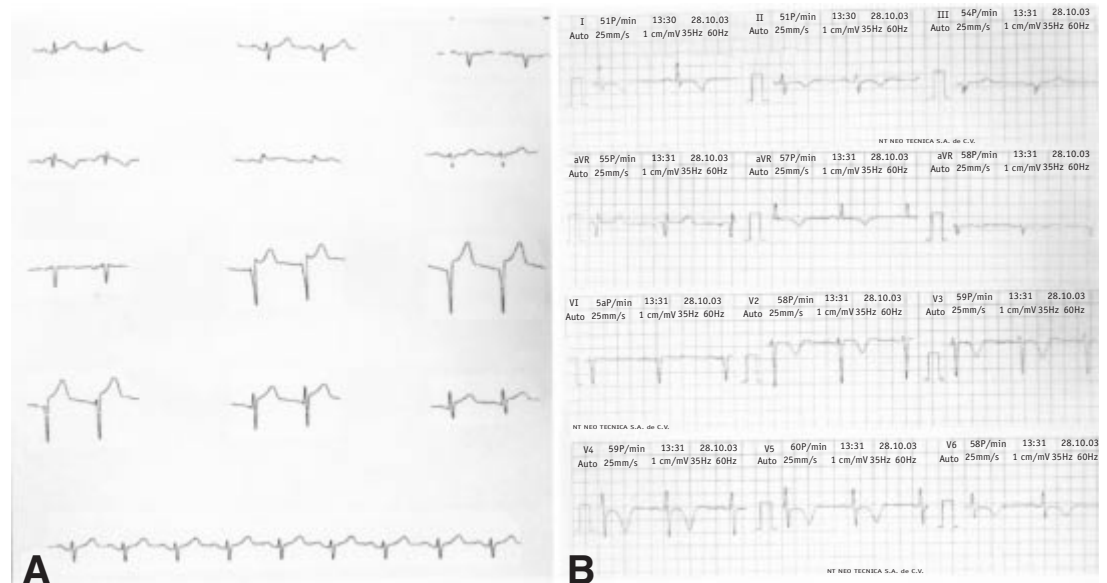 I 51P/min 13:30 28.10.03 II 51P/min 13:30 28.10.03 III 54P/min 13:31 28.10.03
Auto 25mm/s 1 cm/mV 35Hz 60Hz Auto 25mm/s 1 cm/mV 35Hz 60Hz Auto 25mm/s 1 cm/mV 35Hz 60Hz
NT NEO TECNICA S.A. de C.V.
aVR 55P/min 13:31 28.10.03 aVR 57P/min 13:31 28.10.03 aVR 58P/min 13:31 28.10.03
Auto 25mm/s 1 cm/mV 35Hz 60Hz Auto 25mm/s 1 cm/mV 35Hz 60Hz Auto 25mm/s 1 cm/mV 35Hz 60Hz
VI 5aP/min 13:31 28.10.03 V2 58P/min 13:31 28.10.03 V3 59P/min 13:31 28.10.03
Auto 25mm/s 1 cm/mV 35Hz 60Hz Auto 25mm/s 1 cm/mV 35Hz 60Hz Auto 25mm/s 1 cm/mV 35Hz 60Hz
NT NEO TECNICA S.A. de C.V.
V4 59P/min 13:31 28.10.03 V5 60P/min 13:31 28.10.03 V6 58P/min 13:31 28.10.03
Auto 25mm/s 1 cm/mV 35Hz 60Hz Auto 25mm/s 1 cm/mV 35Hz 60Hz Auto 25mm/s 1 cm/mV 35Hz 60Hz
NT NEO TECNICA S.A. de C.V.
A B